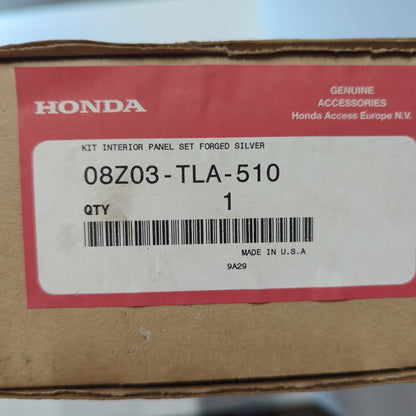 HONDA
GENUINE
ACCESSORIES
Honda Access Europe N.V.
KIT INTERIOR PANEL SET FORGED SILVER
08Z03-TLA-510
QTY 1
MADE IN U.S.A
9A29